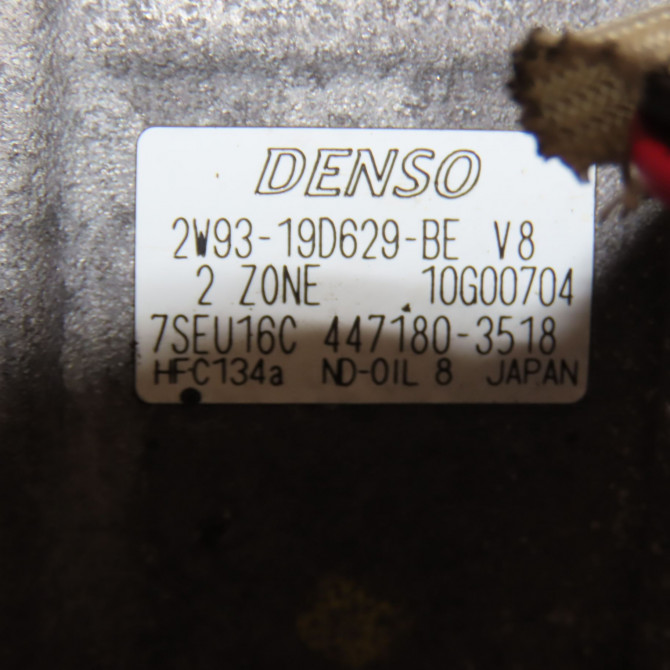 DENSO
2W93-19D629-BE V8
2 ZONE 10G00704
7SEU16C 447180-3518
HFC134a ND-OIL 8 JAPAN